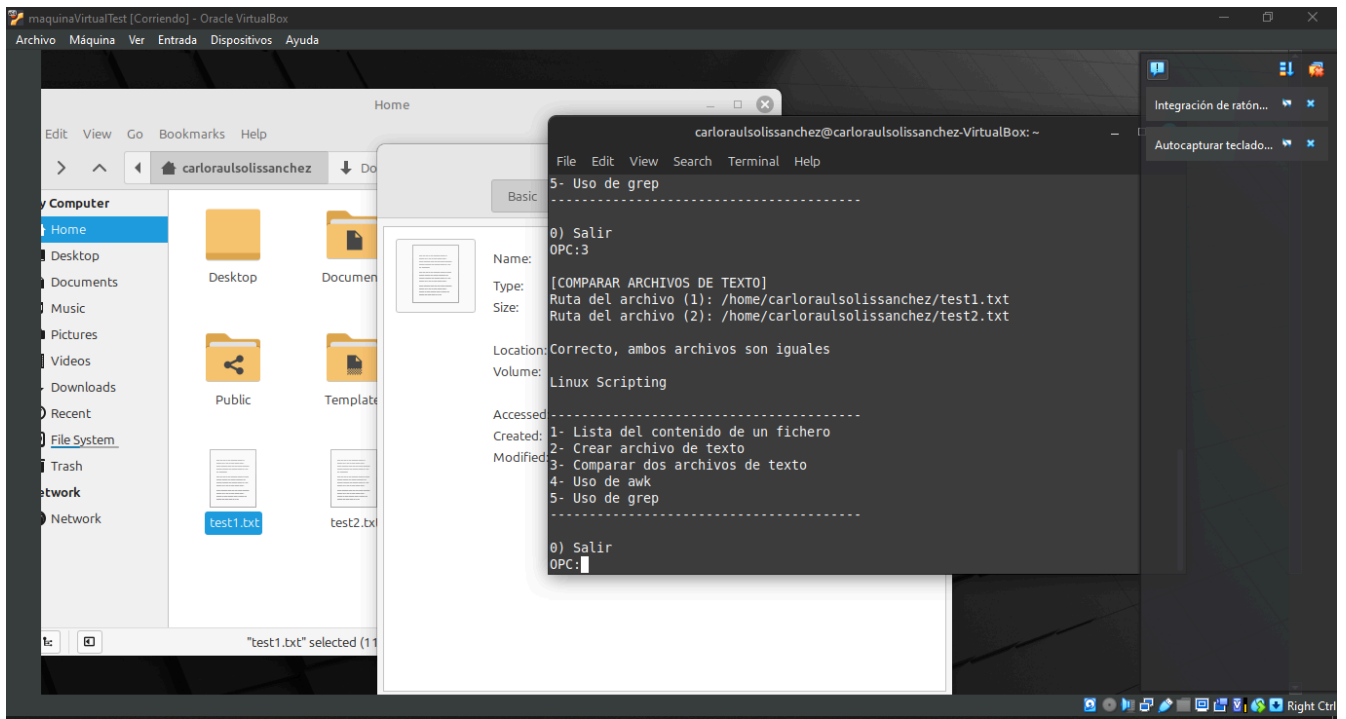 maquinaVirtualTest [Corriendo] - Oracle VirtualBox
Archivo Máquina Ver Entrada Dispositivos Ayuda
Home
Edit View Go Bookmarks Help
carloraulsolissanchez
Computer
Home
Desktop
Documents
Music
Pictures
Videos
Downloads
Recent
File System
Trash
Network
Desktop
Public
test1.txt
"test1.txt" selected (11
Basic
Name:
Type:
Size:
Location:
Volume:
Accessed
Created:
Modified
carloraulsolissanchez@carloraulsolissanchez-VirtualBox: ~
File Edit View Search Terminal Help
5- Uso de grep
---------------------------------------
0) Salir
OPC:3
[COMPARAR ARCHIVOS DE TEXTO]
Ruta del archivo (1): /home/carloraulsolissanchez/test1.txt
Ruta del archivo (2): /home/carloraulsolissanchez/test2.txt
Correcto, ambos archivos son iguales
Linux Scripting
---------------------------------------
1- Lista del contenido de un fichero
2- Crear archivo de texto
3- Comparar dos archivos de texto
4- Uso de awk
5- Uso de grep
---------------------------------------
0) Salir
OPC:
Integración de ratón...
Autocapturar teclado...
Right Ctrl